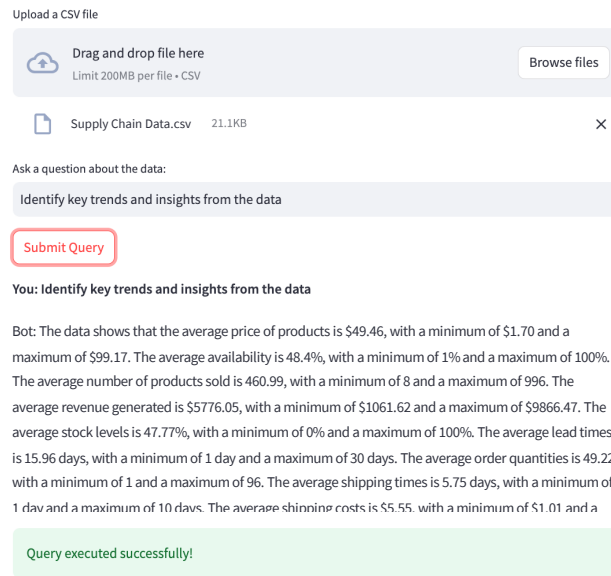 Upload a CSV file
Drag and drop file here
Limit 200MB per file • CSV
Browse files
Supply Chain Data.csv 21.1KB
Ask a question about the data:
Identify key trends and insights from the data
Submit Query
You: Identify key trends and insights from the data
Bot: The data shows that the average price of products is $49.46, with a minimum of $1.70 and a
maximum of $99.17. The average availability is 48.4%, with a minimum of 1% and a maximum of 100%.
The average number of products sold is 460.99, with a minimum of 8 and a maximum of 996. The
average revenue generated is $5776.05, with a minimum of $1061.62 and a maximum of $9866.47. The
average stock levels is 47.77%, with a minimum of 0% and a maximum of 100%. The average lead times
is 15.96 days, with a minimum of 1 day and a maximum of 30 days. The average order quantities is 49.22
with a minimum of 1 and a maximum of 96. The average shipping times is 5.75 days, with a minimum of
1 day and a maximum of 10 days. The average shipping costs is $5.55, with a minimum of $1.01 and a
Query executed successfully!